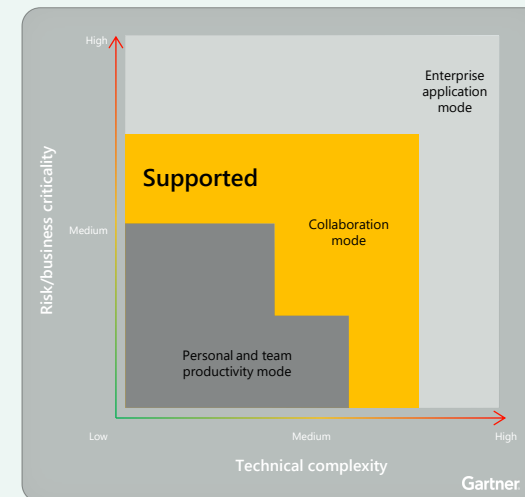 High
Enterprise
application
mode
Supported
Collaboration
mode
Risk/business criticality
Medium
Personal and team
productivity mode
Low
Medium
High
Technical complexity
Gartner